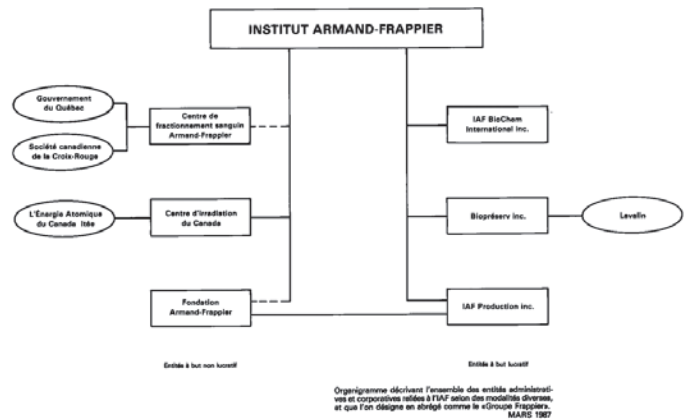 INSTITUT ARMAND-FRAPPIER
Gouvernement
du Québec
Société canadienne
de la Croix-Rouge
Centre de
fractionnement sanguin
Armand-Frappier
IAF BioChem
International inc.
L'Énergie Atomique
du Canada ltée
Centre d'irradiation
du Canada
Biopréserv inc.
Lavalin
Fondation
Armand-Frappier
IAF Production inc.
Entités à but non lucratif
Entités à but lucratif
Organigramme décrivant l'ensemble des entités administrati-
ves et corporatives reliées à l'IAF selon des modalités diverses,
et que l'on désigne en abrégé comme le «Groupe Frappier».
MARS 1987